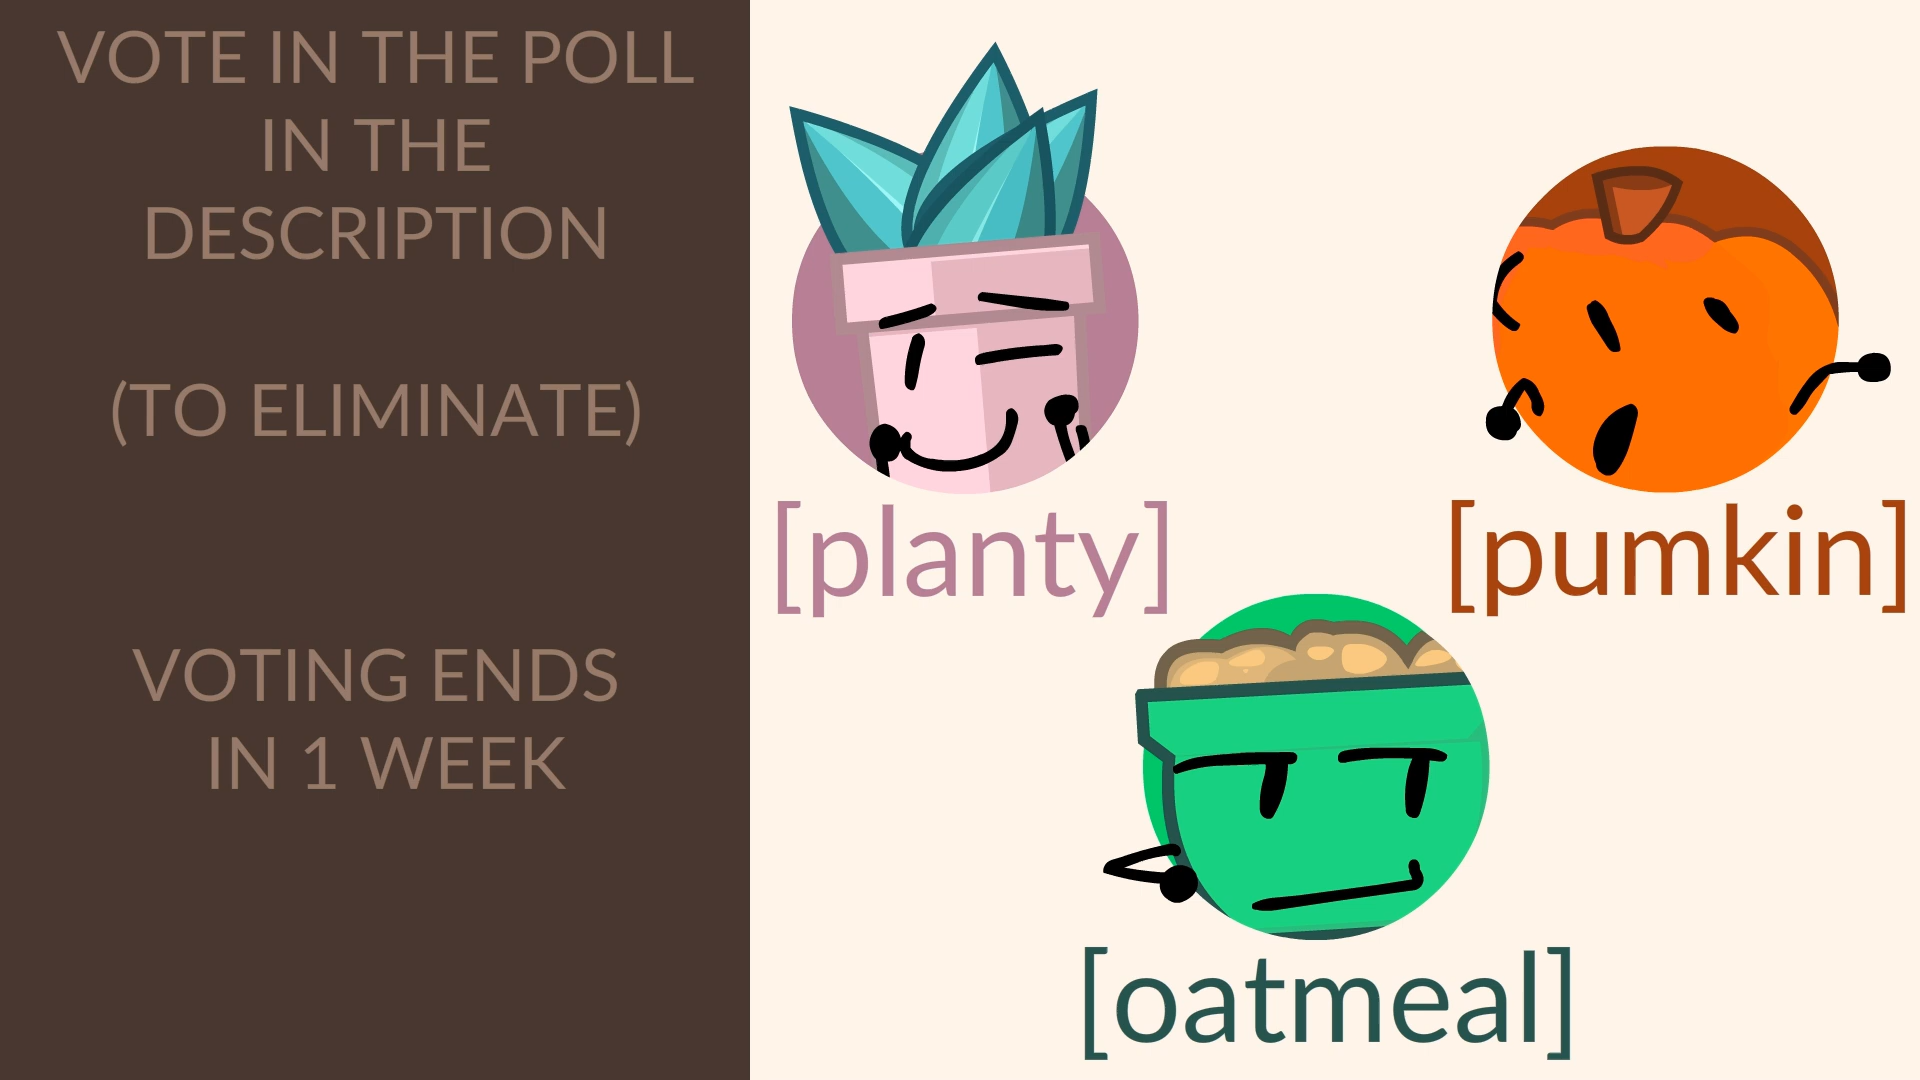 VOTE IN THE POLL
IN THE
DESCRIPTION
(TO ELIMINATE)
VOTING ENDS
IN 1 WEEK
[planty]
[pumkin]
[oatmeal]